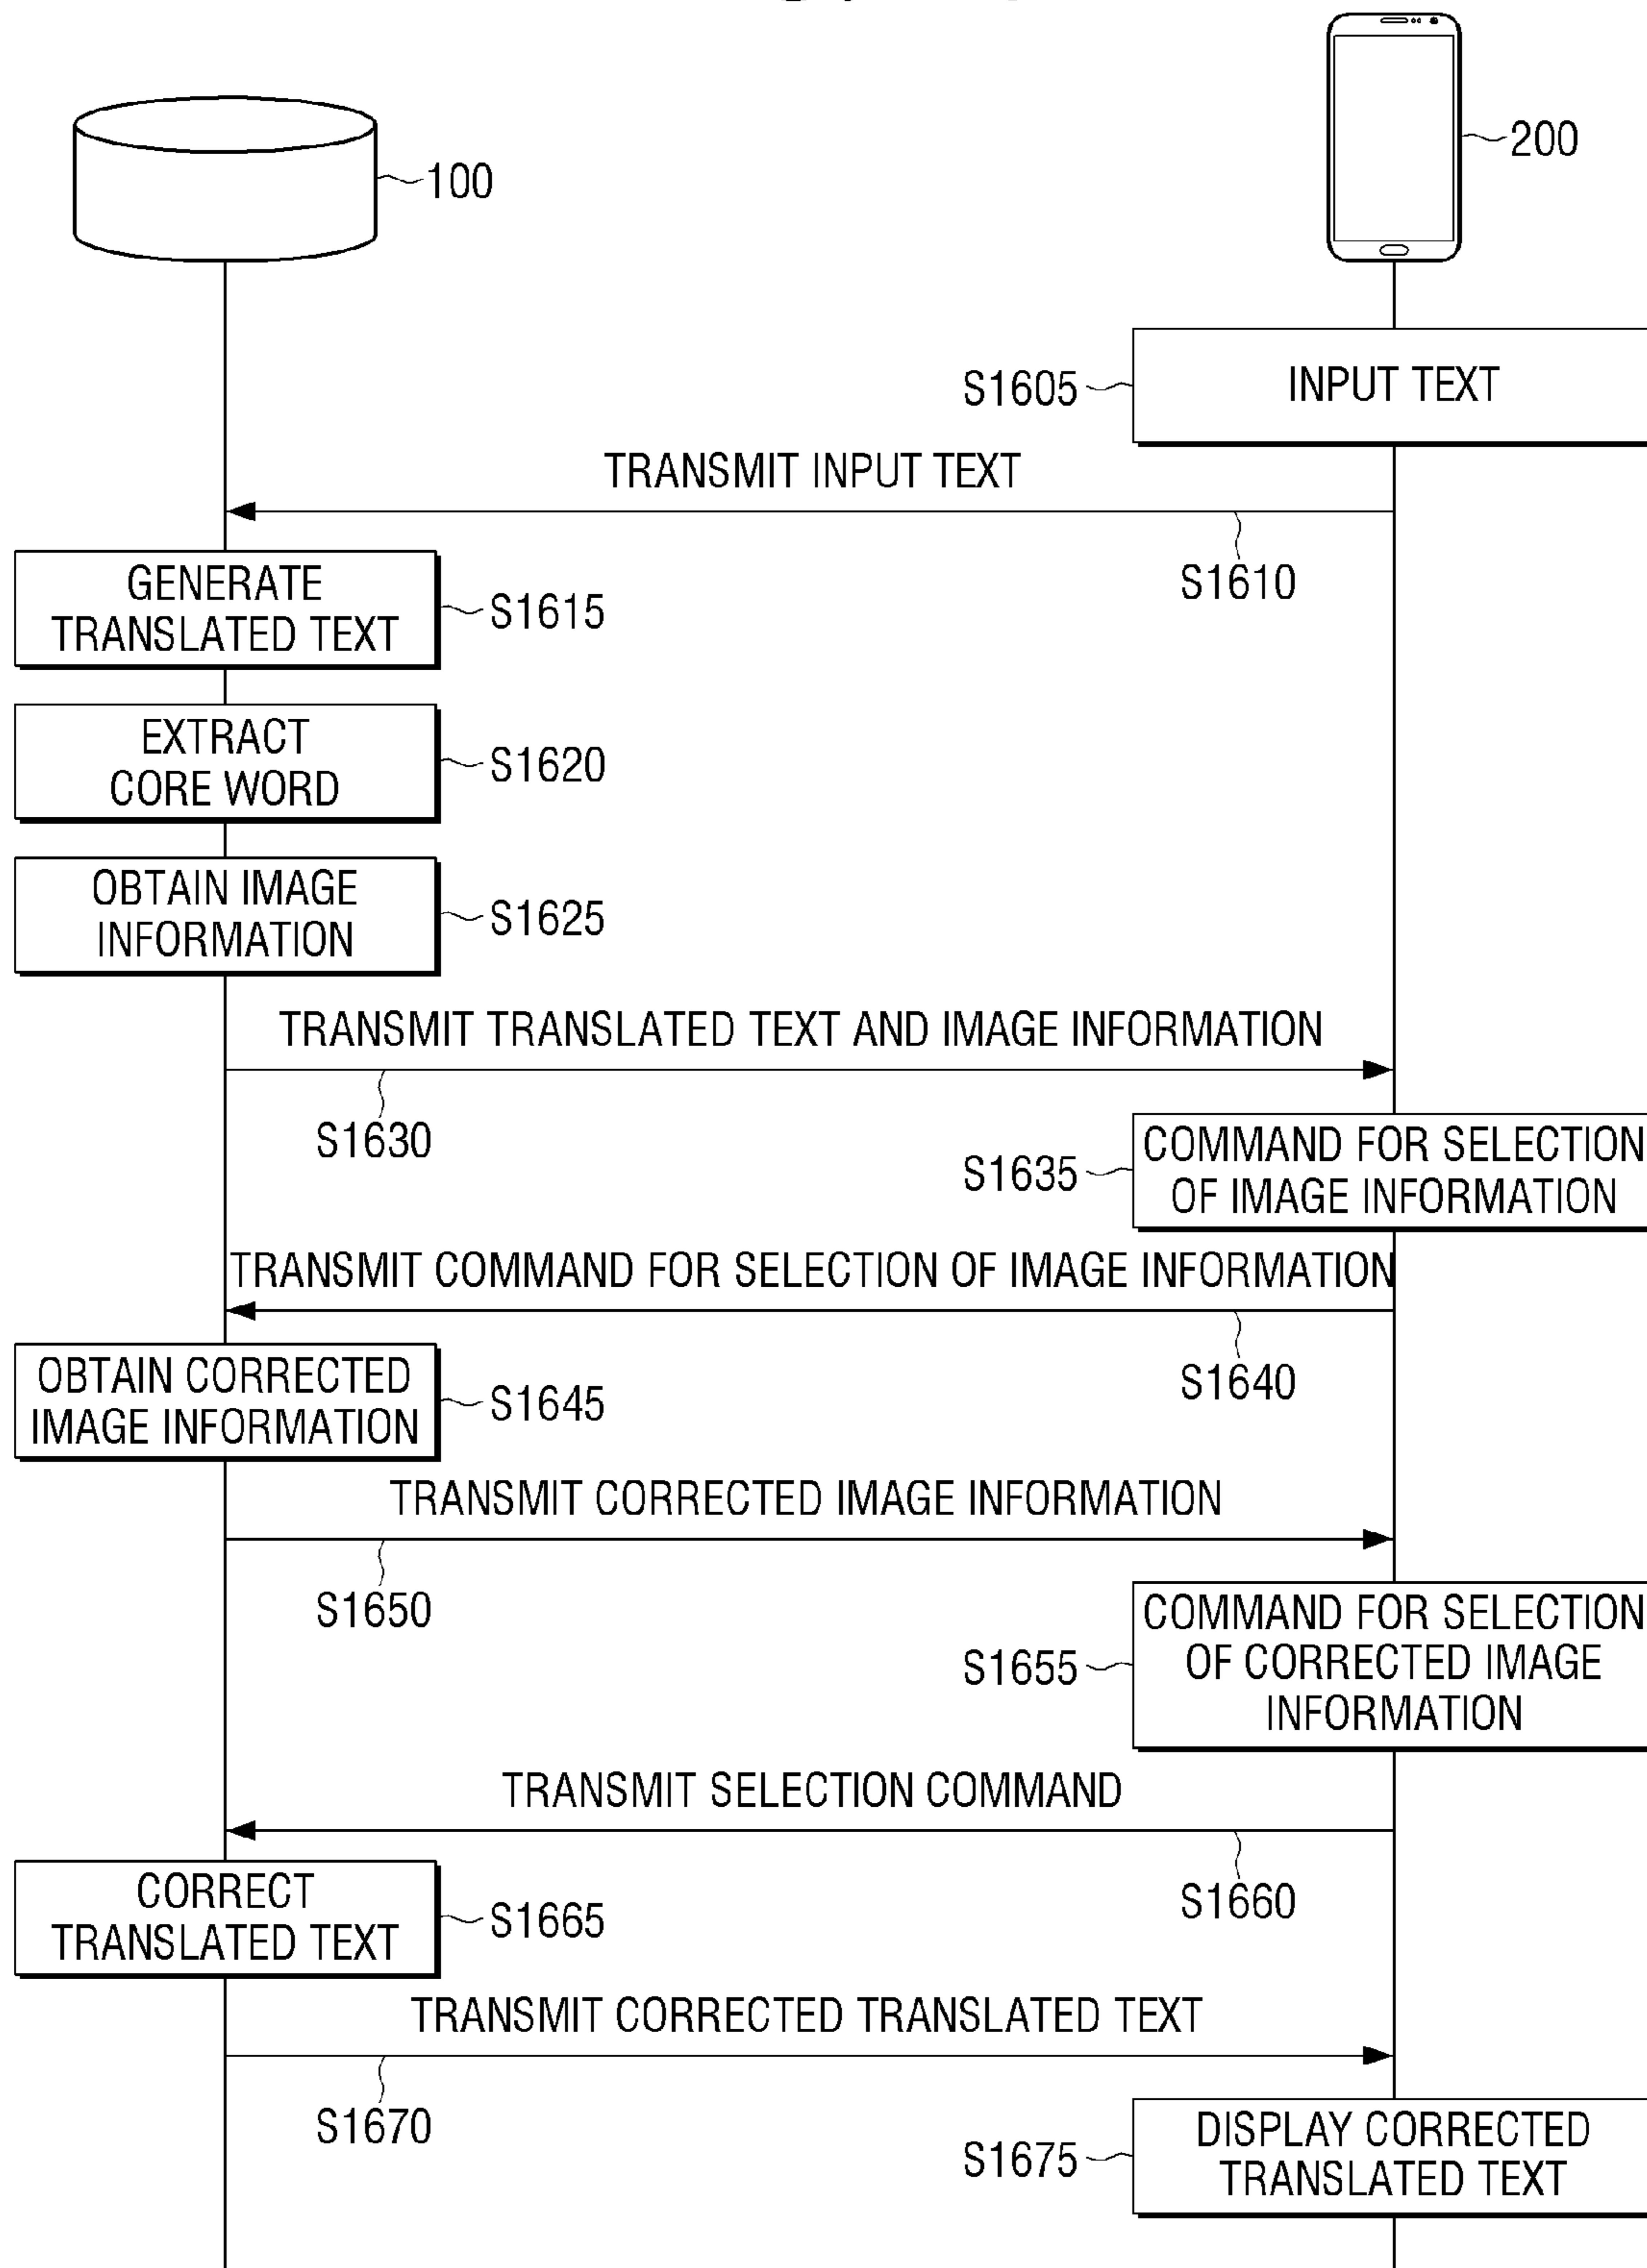 200
100
S1605
INPUT TEXT
TRANSMIT INPUT TEXT
S1610
GENERATE
TRANSLATED TEXT
S1615
EXTRACT
CORE WORD
S1620
OBTAIN IMAGE
INFORMATION
S1625
TRANSMIT TRANSLATED TEXT AND IMAGE INFORMATION
S1630
S1635
COMMAND FOR SELECTION
OF IMAGE INFORMATION
TRANSMIT COMMAND FOR SELECTION OF IMAGE INFORMATION
S1640
OBTAIN CORRECTED
IMAGE INFORMATION
S1645
TRANSMIT CORRECTED IMAGE INFORMATION
S1650
S1655
COMMAND FOR SELECTION
OF CORRECTED IMAGE
INFORMATION
TRANSMIT SELECTION COMMAND
S1660
CORRECT
TRANSLATED TEXT
S1665
TRANSMIT CORRECTED TRANSLATED TEXT
S1670
S1675
DISPLAY CORRECTED
TRANSLATED TEXT